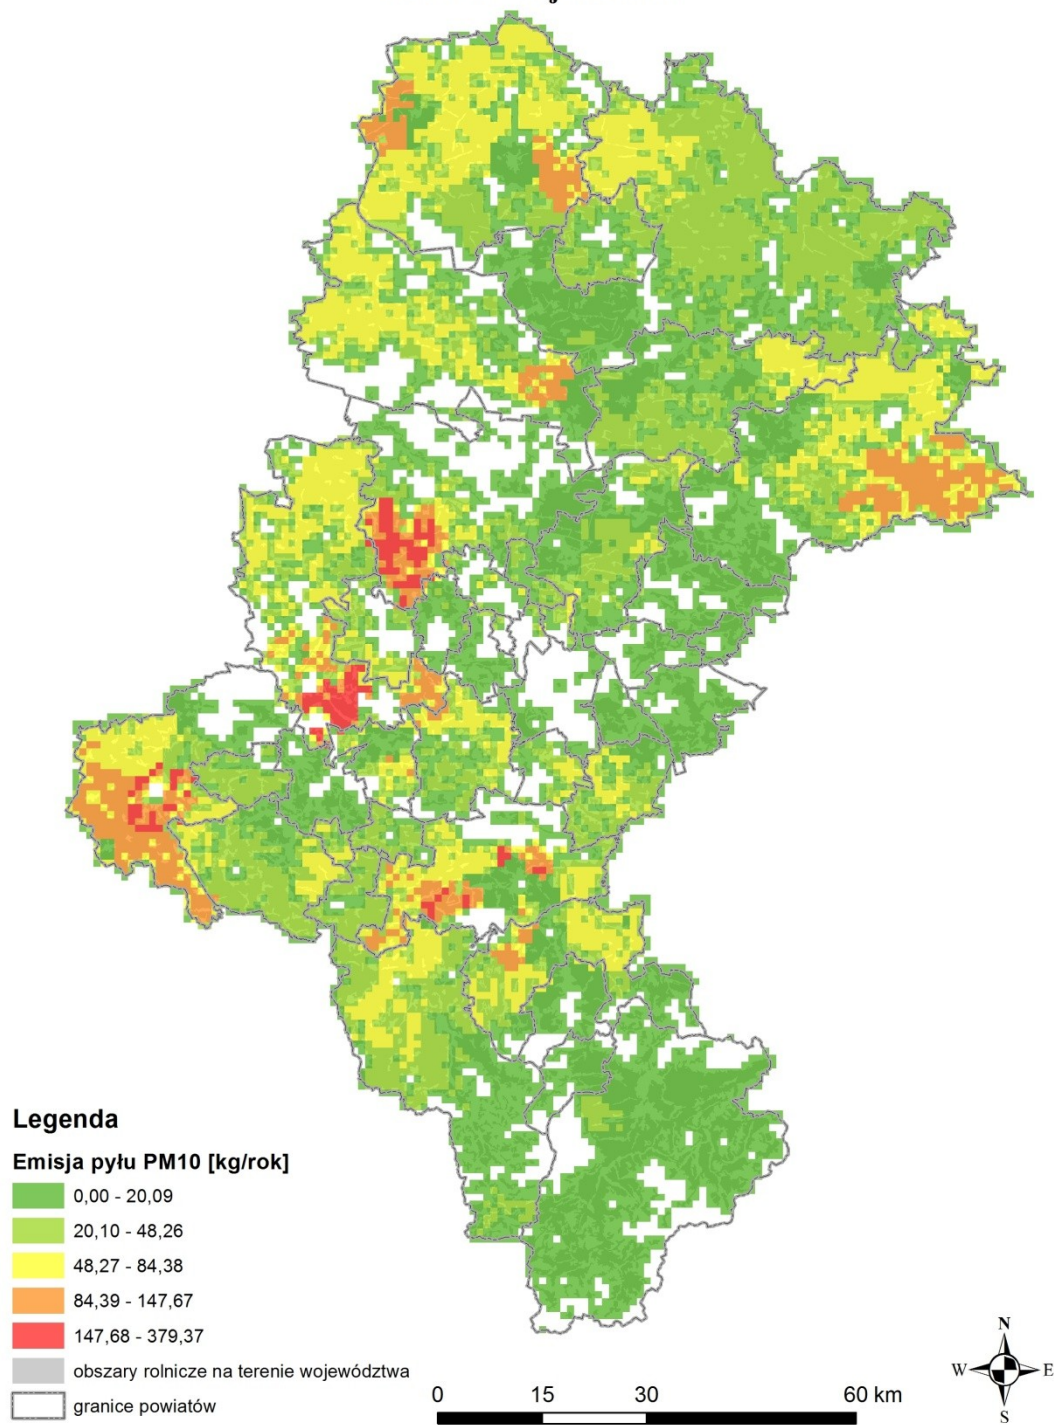 Legenda
Emisja pyłu PM10 [kg/rok]
0,00 - 20,09
20,10 - 48,26
48,27 - 84,38
84,39 - 147,67
147,68 - 379,37
obszary rolnicze na terenie województwa
granice powiatów
0 15 30 60 km
N
W E
S